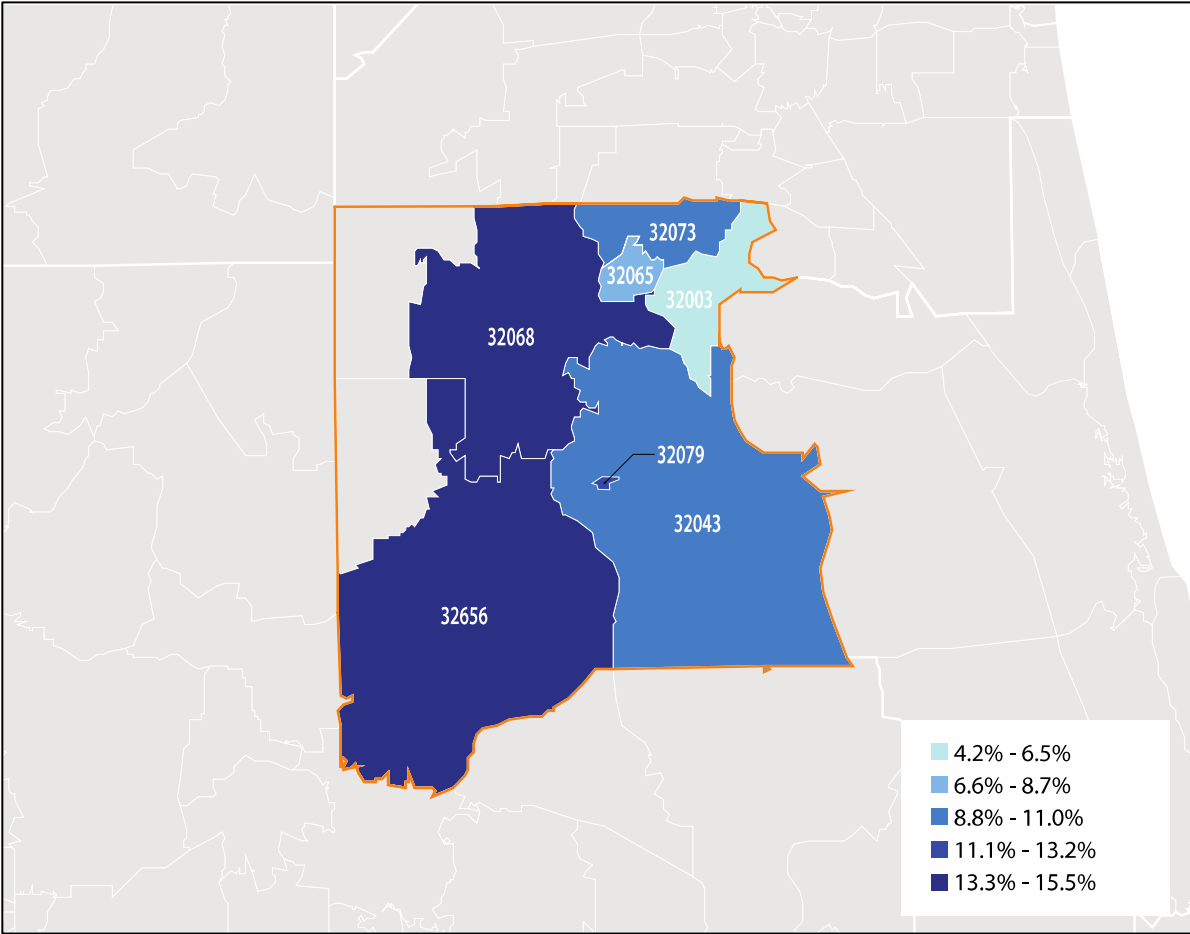 32073
32065
32003
32068
32079
32043
32656
4.2% - 6.5%
6.6% - 8.7%
8.8% - 11.0%
11.1% - 13.2%
13.3% - 15.5%